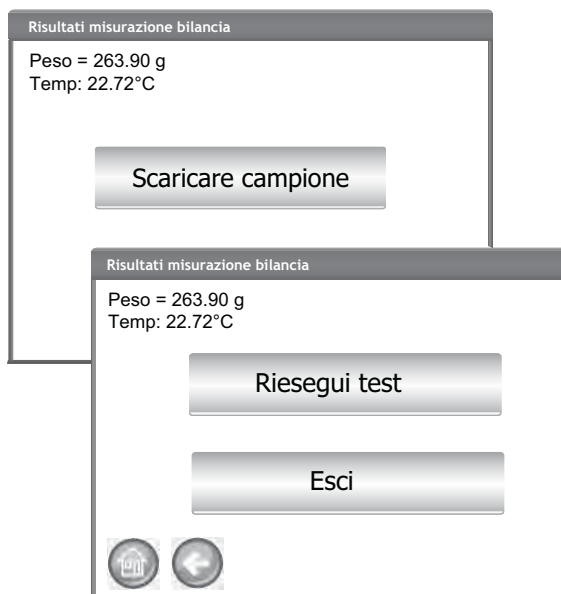 Risultati misurazione bilancia
Peso = 263.90 g
Temp: 22.72°C
Scaricare campione
Risultati misurazione bilancia
Peso = 263.90 g
Temp: 22.72°C
Riesegui test
Esci